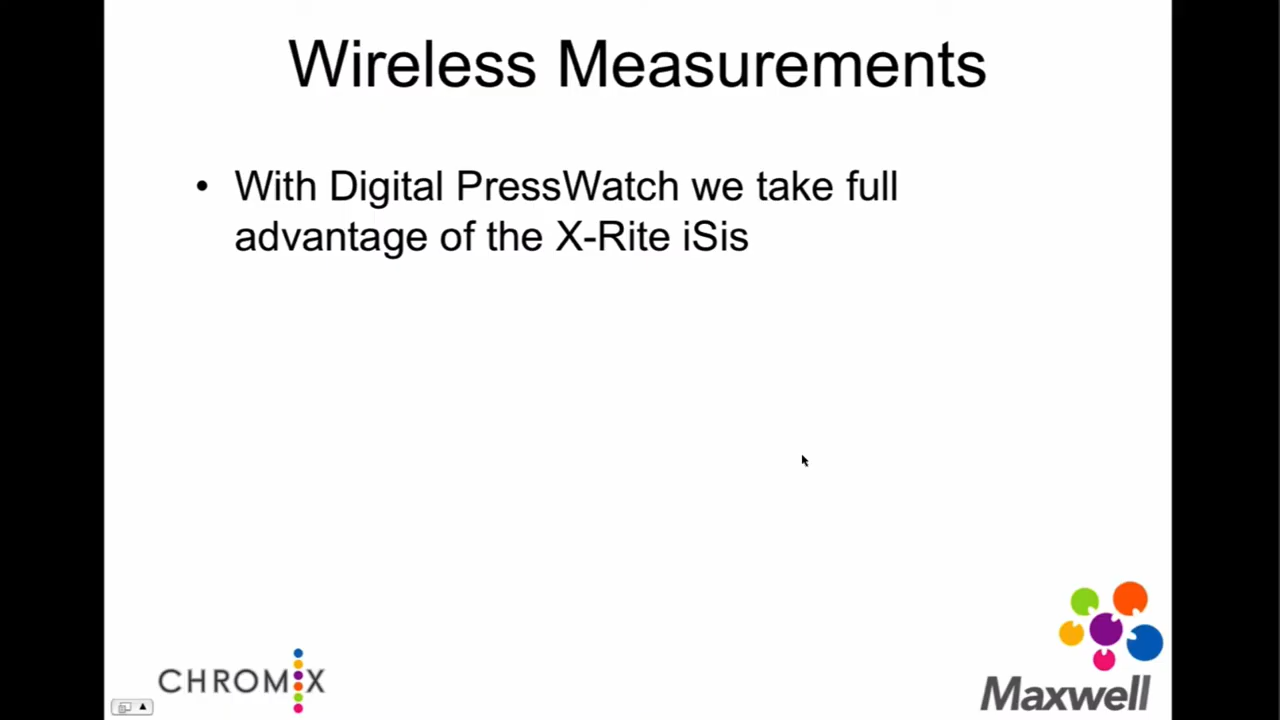 Wireless Measurements
• With Digital PressWatch we take full
advantage of the X-Rite iSis
CHROMIX
Maxwell